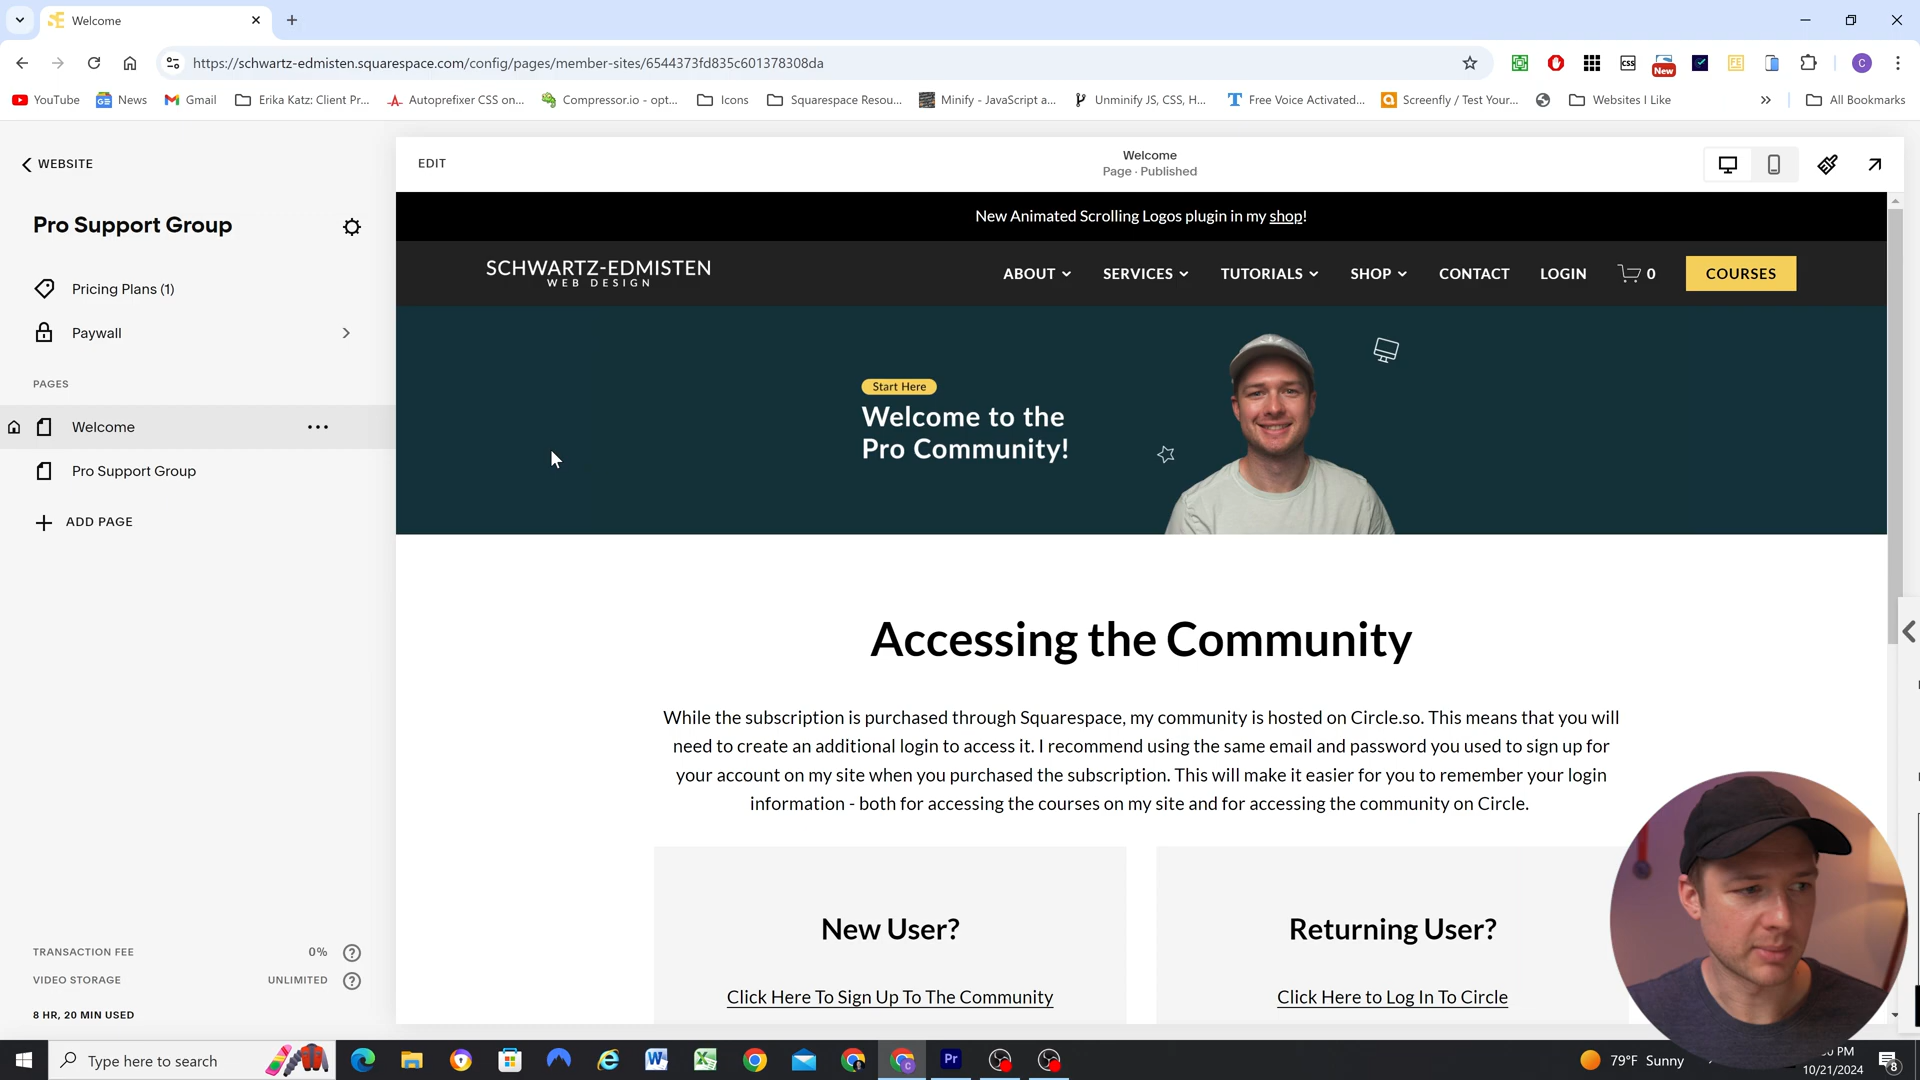 Welcome
https://schwartz-edmisten.squarespace.com/config/pages/member-sites/6544373fd835c601378308da
New
YouTube
News
Gmail
Erika Katz: Client Pr...
Autoprefixer CSS on...
Compressor.io - opt...
Icons
Squarespace Resou...
Minify - JavaScript a...
Unminify JS, CSS, H...
Free Voice Activated...
Screenfly / Test Your...
Websites I Like
All Bookmarks
WEBSITE
Pro Support Group
Pricing Plans (1)
Paywall
PAGES
Welcome
Pro Support Group
ADD PAGE
TRANSACTION FEE 0%
VIDEO STORAGE UNLIMITED
8 HR, 20 MIN USED
EDIT
Welcome
Page · Published
New Animated Scrolling Logos plugin in my shop!
SCHWARTZ-EDMISTEN
WEB DESIGN
ABOUT SERVICES TUTORIALS SHOP CONTACT LOGIN 0 COURSES
Start Here
Welcome to the
Pro Community!
Accessing the Community
While the subscription is purchased through Squarespace, my community is hosted on Circle.so. This means that you will
need to create an additional login to access it. I recommend using the same email and password you used to sign up for
your account on my site when you purchased the subscription. This will make it easier for you to remember your login
information - both for accessing the courses on my site and for accessing the community on Circle.
New User?
Click Here To Sign Up To The Community
Returning User?
Click Here to Log In To Circle
Type here to search
79°F Sunny
PM
10/21/2024
8